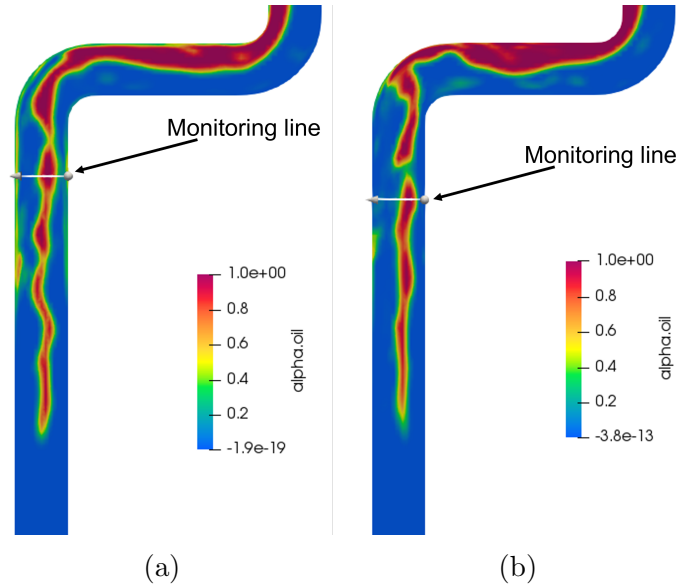 Monitoring line
1.0e+00
0.8
0.6
0.4
0.2
-1.9e-19
alpha.oil
(a)
Monitoring line
1.0e+00
0.8
0.6
0.4
0.2
-3.8e-13
alpha.oil
(b)